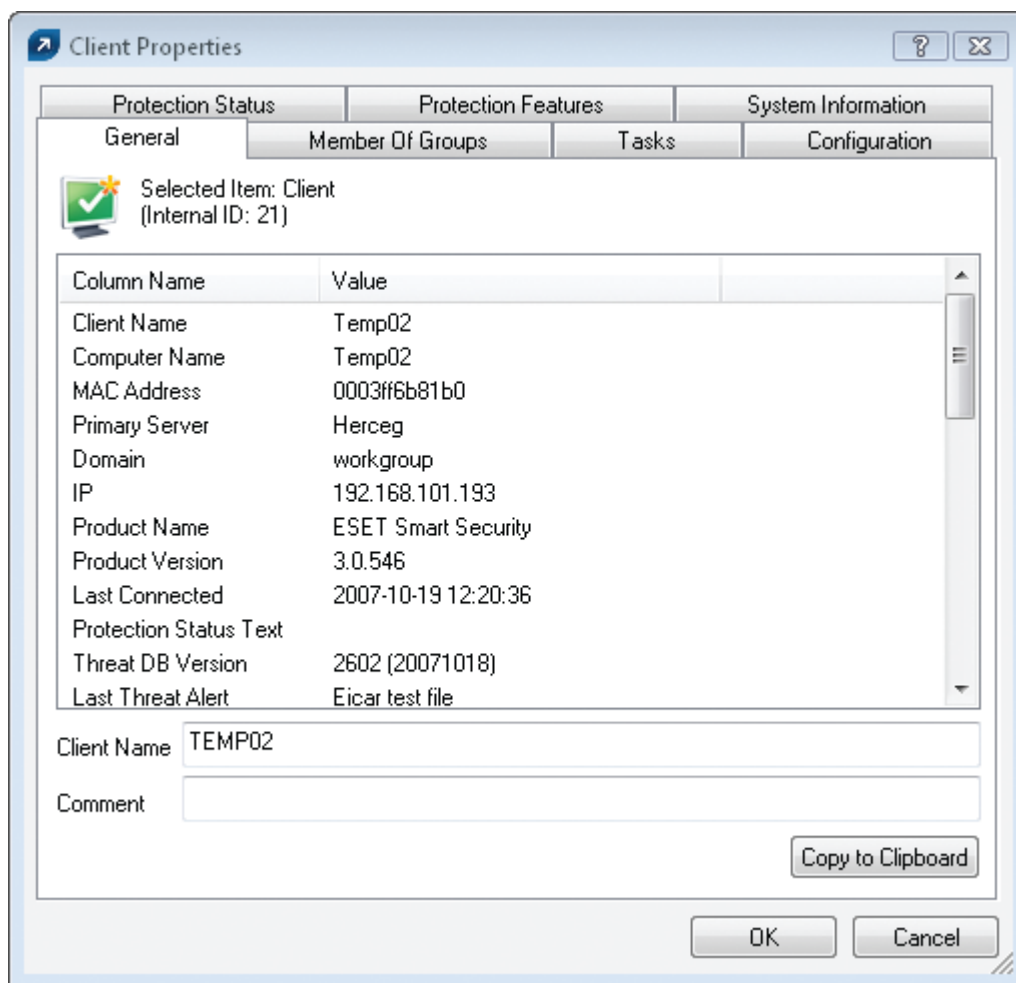 Client Properties
Protection Status Protection Features System Information
General Member Of Groups Tasks Configuration
Selected Item: Client
(Internal ID: 21)
Column Name Value
Client Name Temp02
Computer Name Temp02
MAC Address 0003ff6b81b0
Primary Server Herceg
Domain workgroup
IP 192.168.101.193
Product Name ESET Smart Security
Product Version 3.0.546
Last Connected 2007-10-19 12:20:36
Protection Status Text
Threat DB Version 2602 (20071018)
Last Threat Alert Eicar test file
Client Name TEMP02
Comment
Copy to Clipboard
OK Cancel